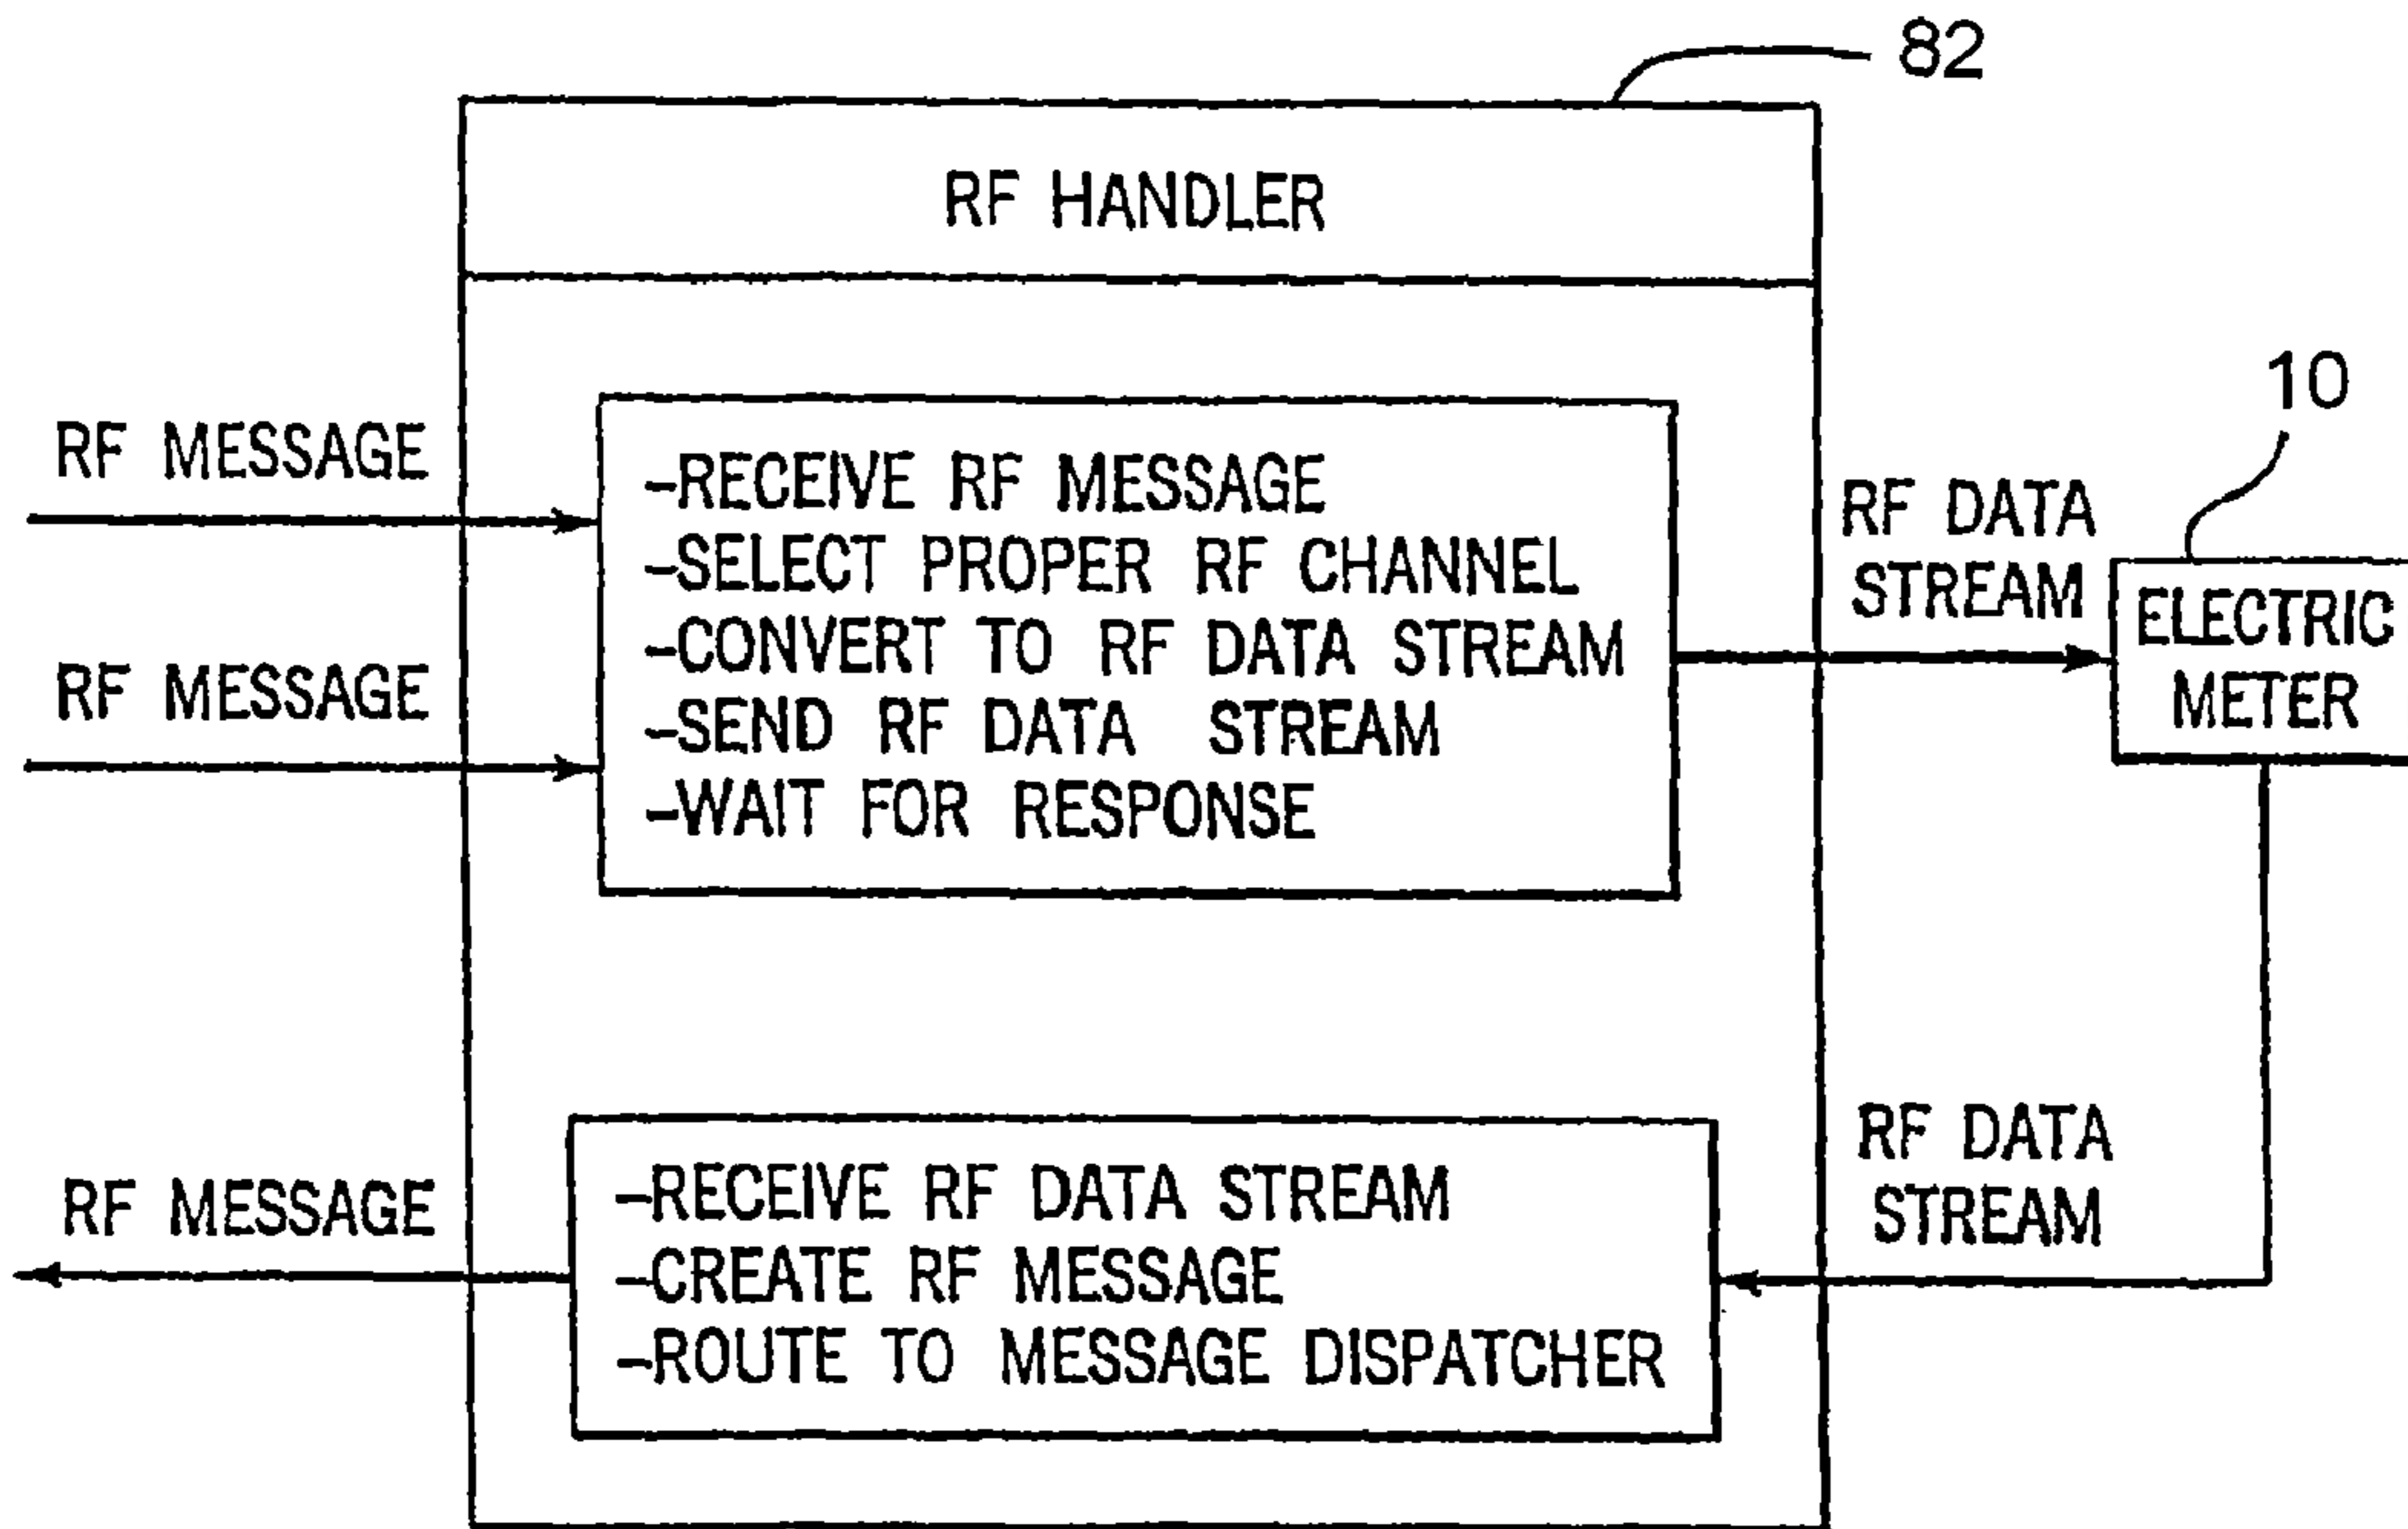 82
RF HANDLER
10
RF MESSAGE
-RECEIVE RF MESSAGE
-SELECT PROPER RF CHANNEL
-CONVERT TO RF DATA STREAM
-SEND RF DATA STREAM
-WAIT FOR RESPONSE
RF MESSAGE
RF DATA
STREAM
ELECTRIC
METER
RF MESSAGE
-RECEIVE RF DATA STREAM
-CREATE RF MESSAGE
-ROUTE TO MESSAGE DISPATCHER
RF DATA
STREAM